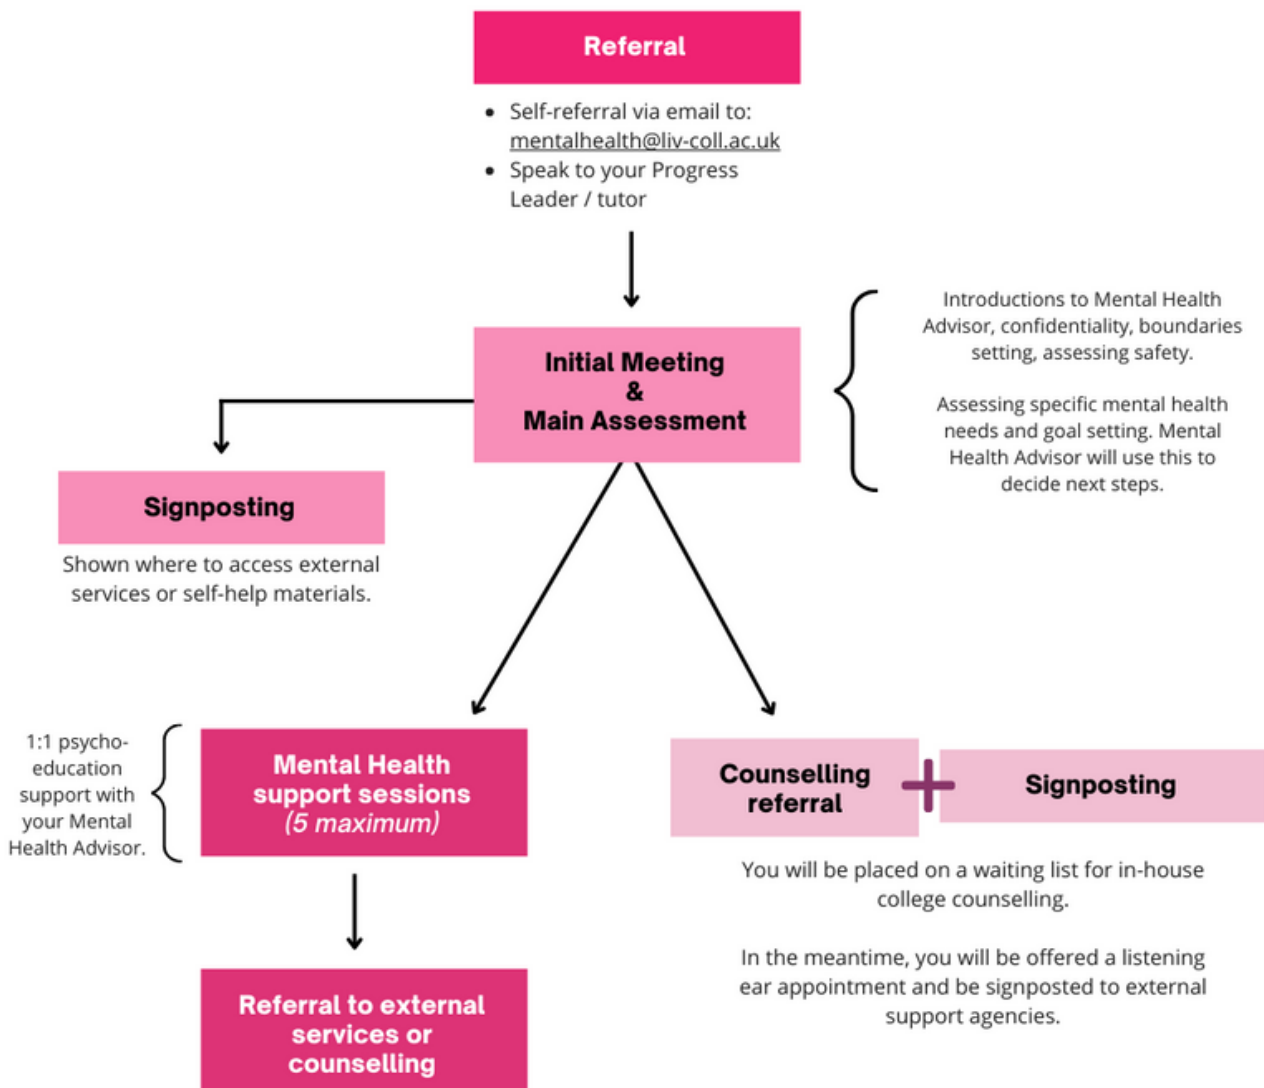 Referral
• Self-referral via email to:
mentalhealth@liv-coll.ac.uk
• Speak to your Progress
Leader / tutor
Initial Meeting
&
Main Assessment
Introductions to Mental Health
Advisor, confidentiality, boundaries
setting, assessing safety.
Assessing specific mental health
needs and goal setting. Mental
Health Advisor will use this to
decide next steps.
Signposting
Shown where to access external
services or self-help materials.
1:1 psycho-
education
support with
your Mental
Health Advisor.
Mental Health
support sessions
(5 maximum)
Referral to external
services or
counselling
Counselling
referral
+
Signposting
You will be placed on a waiting list for in-house
college counselling.
In the meantime, you will be offered a listening
ear appointment and be signposted to external
support agencies.